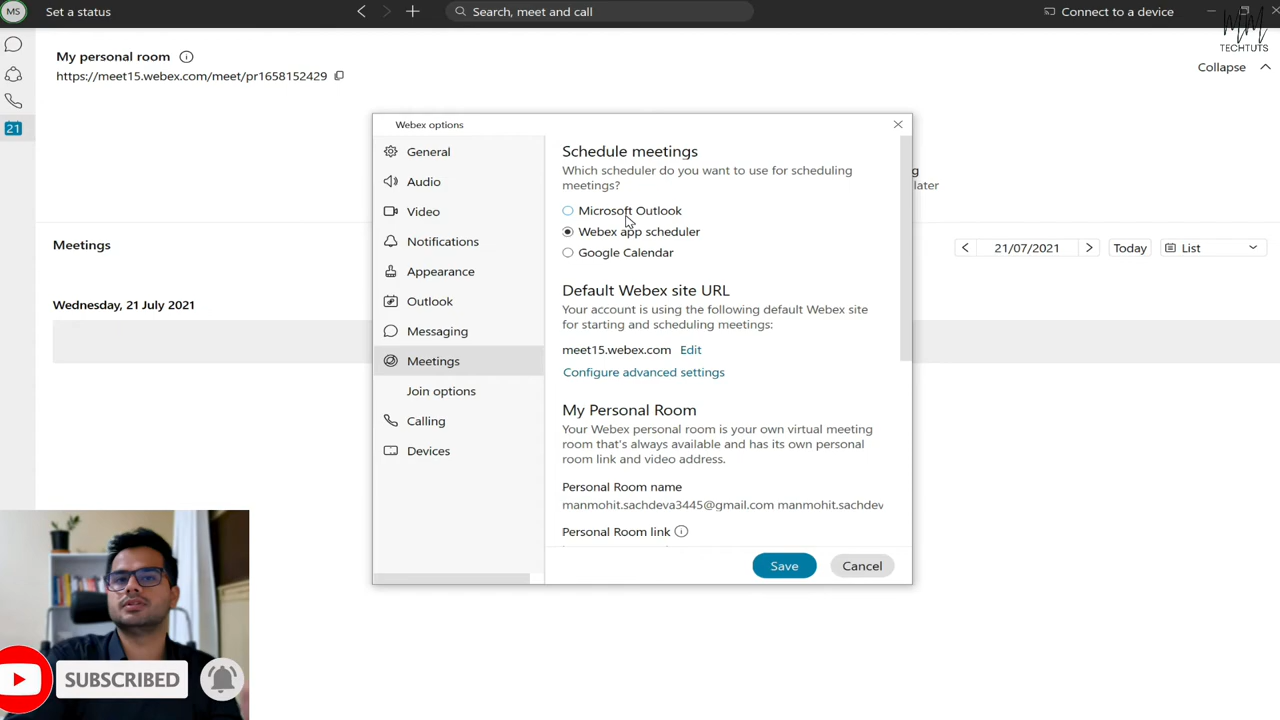 MS Set a status
Search, meet and call
Connect to a device
MM
TECHTUTS
My personal room
https://meet15.webex.com/meet/pr1658152429
Collapse
21
Webex options
General
Audio
Video
Notifications
Appearance
Outlook
Messaging
Meetings
Join options
Calling
Devices
Schedule meetings
Which scheduler do you want to use for scheduling
meetings?
Microsoft Outlook
Webex app scheduler
Google Calendar
Default Webex site URL
Your account is using the following default Webex site
for starting and scheduling meetings:
meet15.webex.com Edit
Configure advanced settings
My Personal Room
Your Webex personal room is your own virtual meeting
room that's always available and has its own personal
room link and video address.
Personal Room name
manmohit.sachdeva3445@gmail.com manmohit.sachdev
Personal Room link
Save Cancel
g
later
Meetings
21/07/2021 Today List
Wednesday, 21 July 2021
SUBSCRIBED